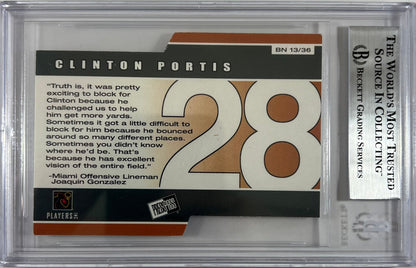 CLINTON PORTIS
BN 13/36
"Truth is, it was pretty
exciting to block for
Clinton because he
challenged us to help
him get more yards.
Sometimes it got a little difficult to
block for him because he bounced
around so many different places.
Sometimes you didn't know
where he'd be. That's
because he has excellent
vision of the entire field."
-Miami Offensive Lineman
Joaquin Gonzalez
28
PLAYERS INC
THE WORLD'S MOST TRUSTED
SOURCE IN COLLECTING™
BECKETT GRADING SERVICES